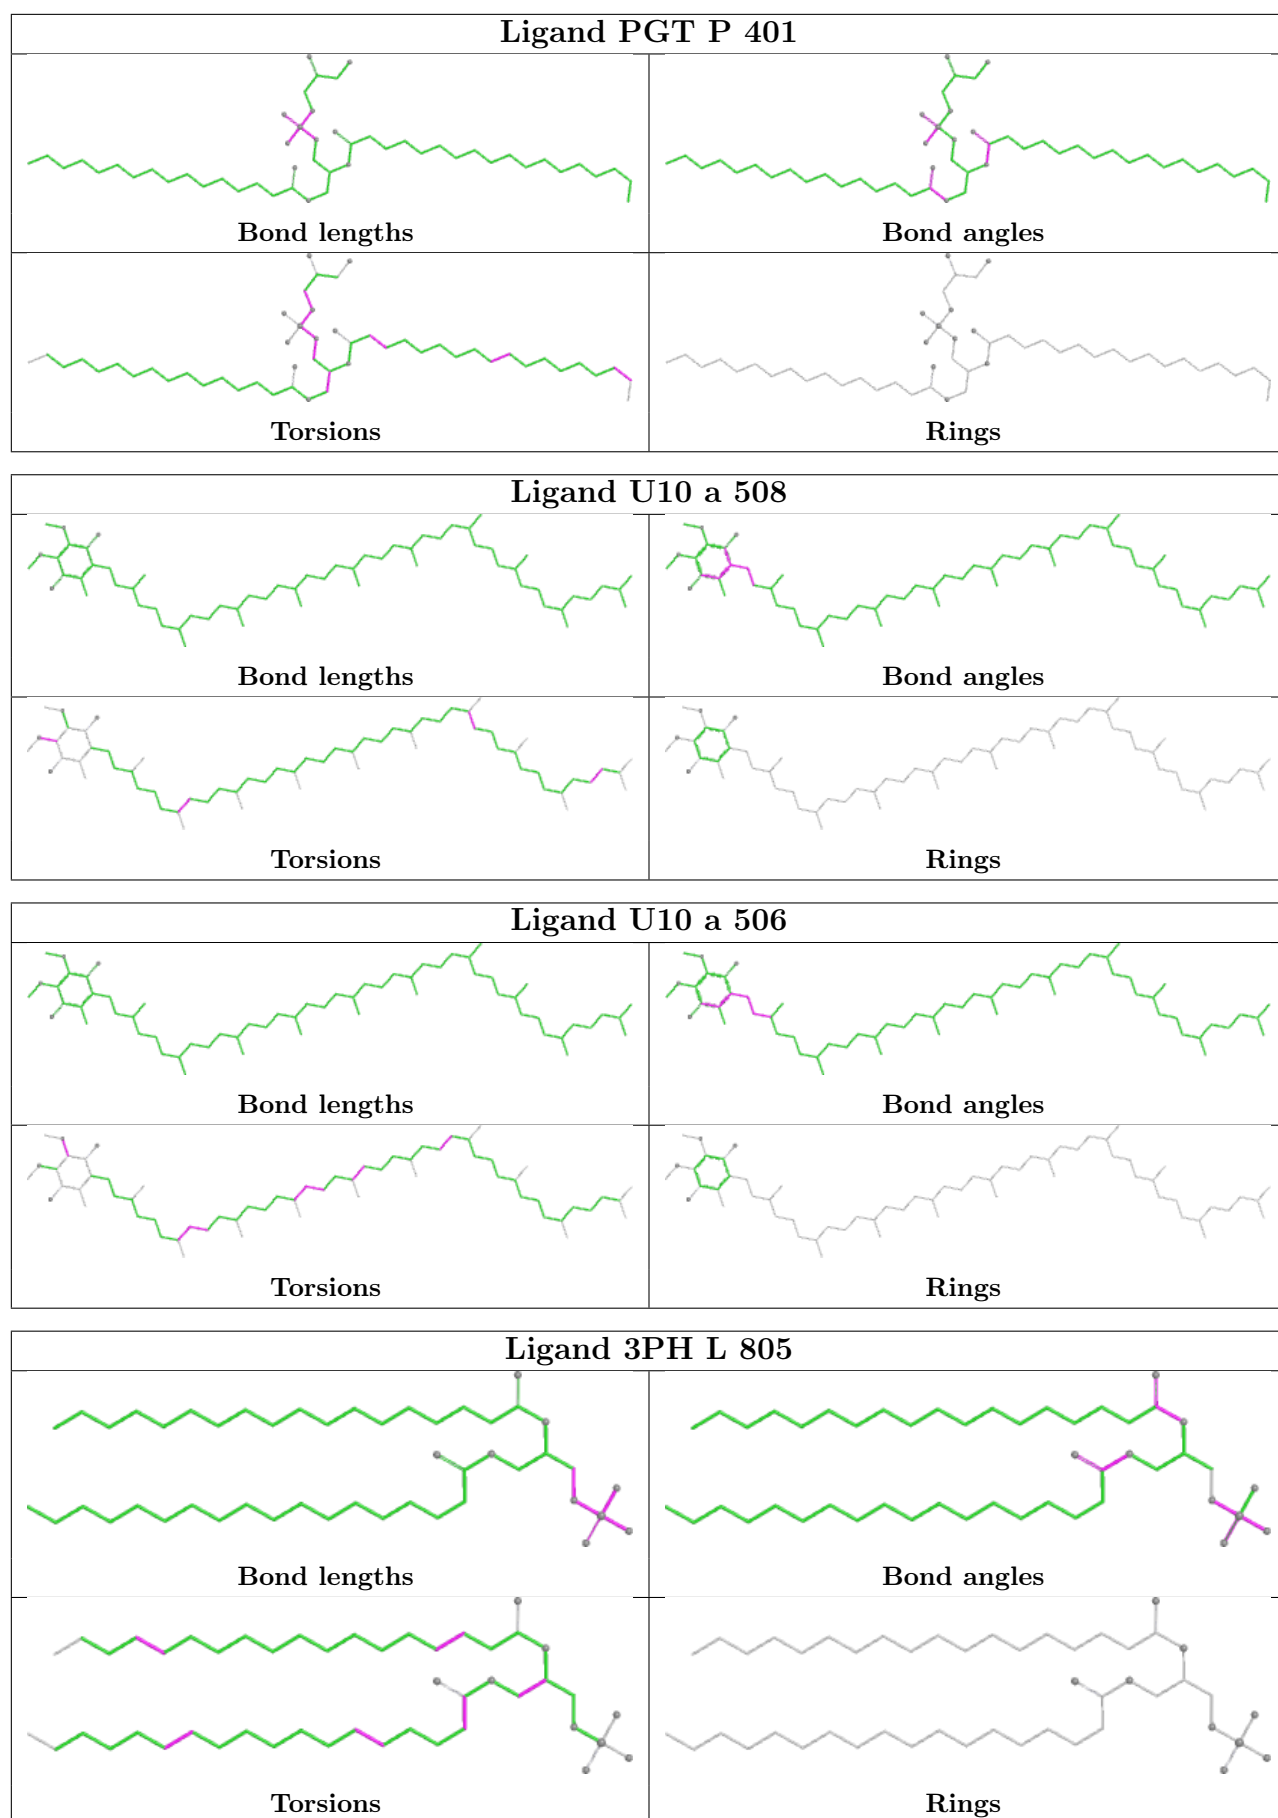 Ligand PGT P 401
Bond lengths
Bond angles
Torsions
Rings
Ligand U10 a 508
Bond lengths
Bond angles
Torsions
Rings
Ligand U10 a 506
Bond lengths
Bond angles
Torsions
Rings
Ligand 3PH L 805
Bond lengths
Bond angles
Torsions
Rings